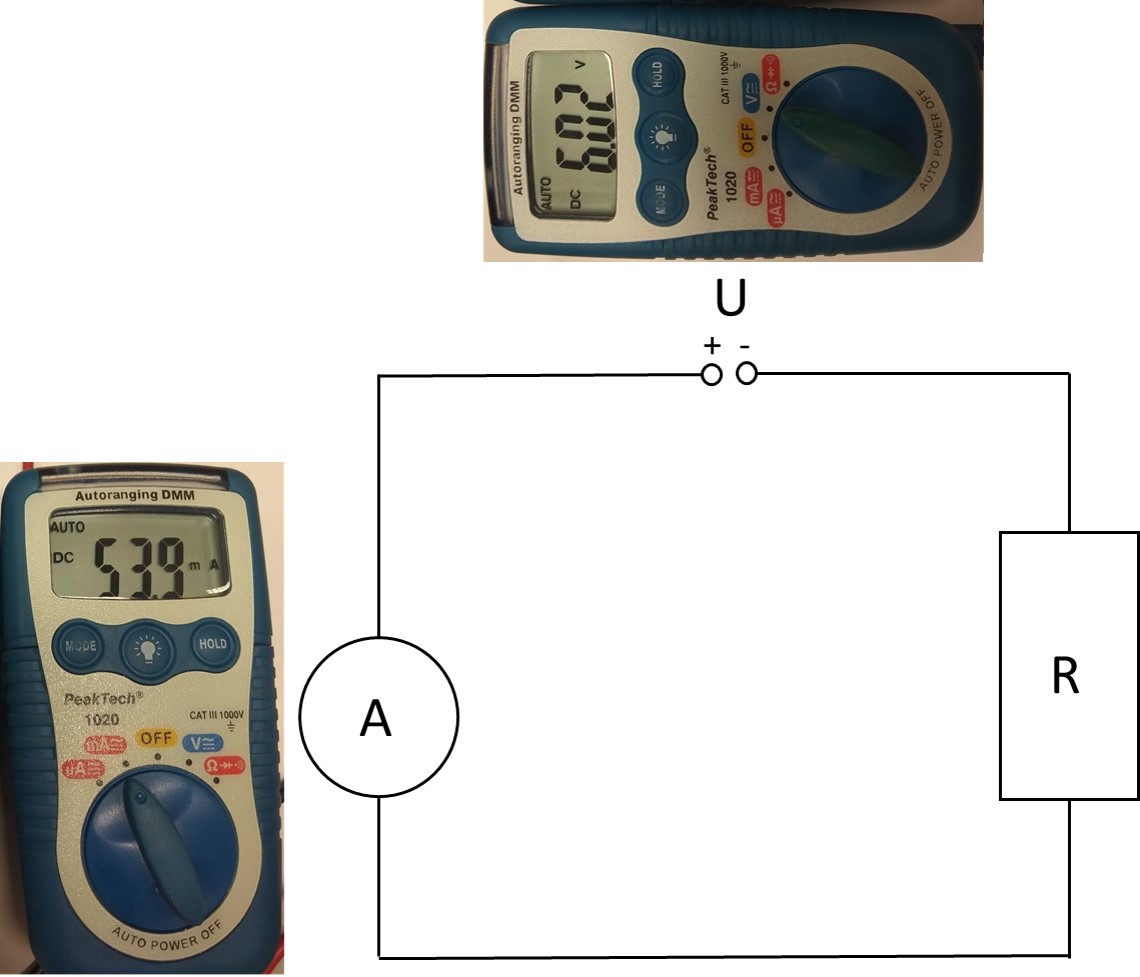 Autoranging DMM
AUTO
DC
6.02 V
MODE
HOLD
PeakTech®
1020
CAT III 1000V
µA mA OFF V Ω
AUTO POWER OFF
U
+ -
Autoranging DMM
AUTO
DC 53.9 m A
MODE HOLD
PeakTech®
1020 CAT III 1000V
µA mA OFF V Ω
AUTO POWER OFF
A
R